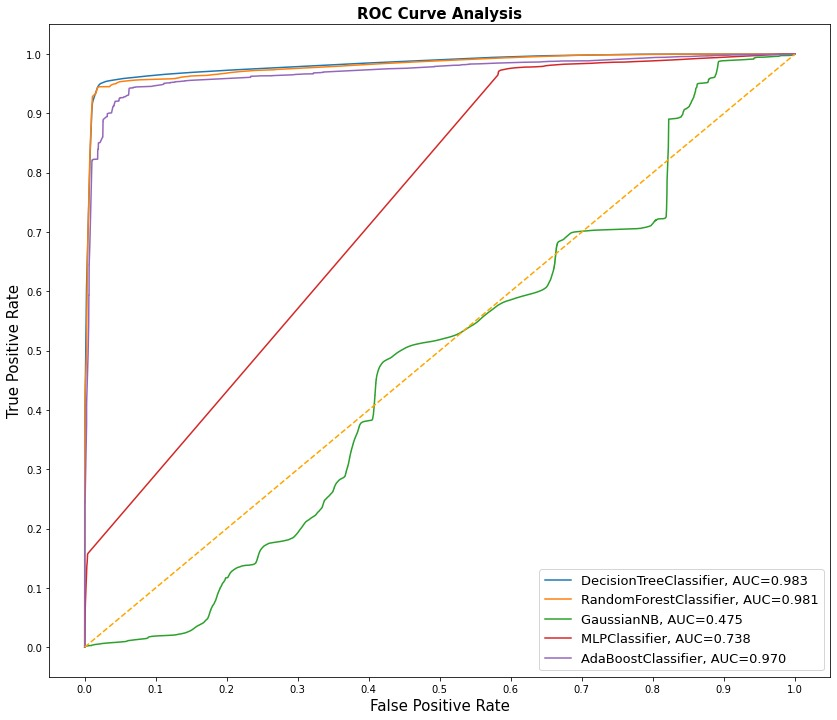 ROC Curve Analysis
True Positive Rate
1.0
0.9
0.8
0.7
0.6
0.5
0.4
0.3
0.2
0.1
0.0
DecisionTreeClassifier, AUC=0.983
RandomForestClassifier, AUC=0.981
GaussianNB, AUC=0.475
MLPClassifier, AUC=0.738
AdaBoostClassifier, AUC=0.970
0.0 0.1 0.2 0.3 0.4 0.5 0.6 0.7 0.8 0.9 1.0
False Positive Rate